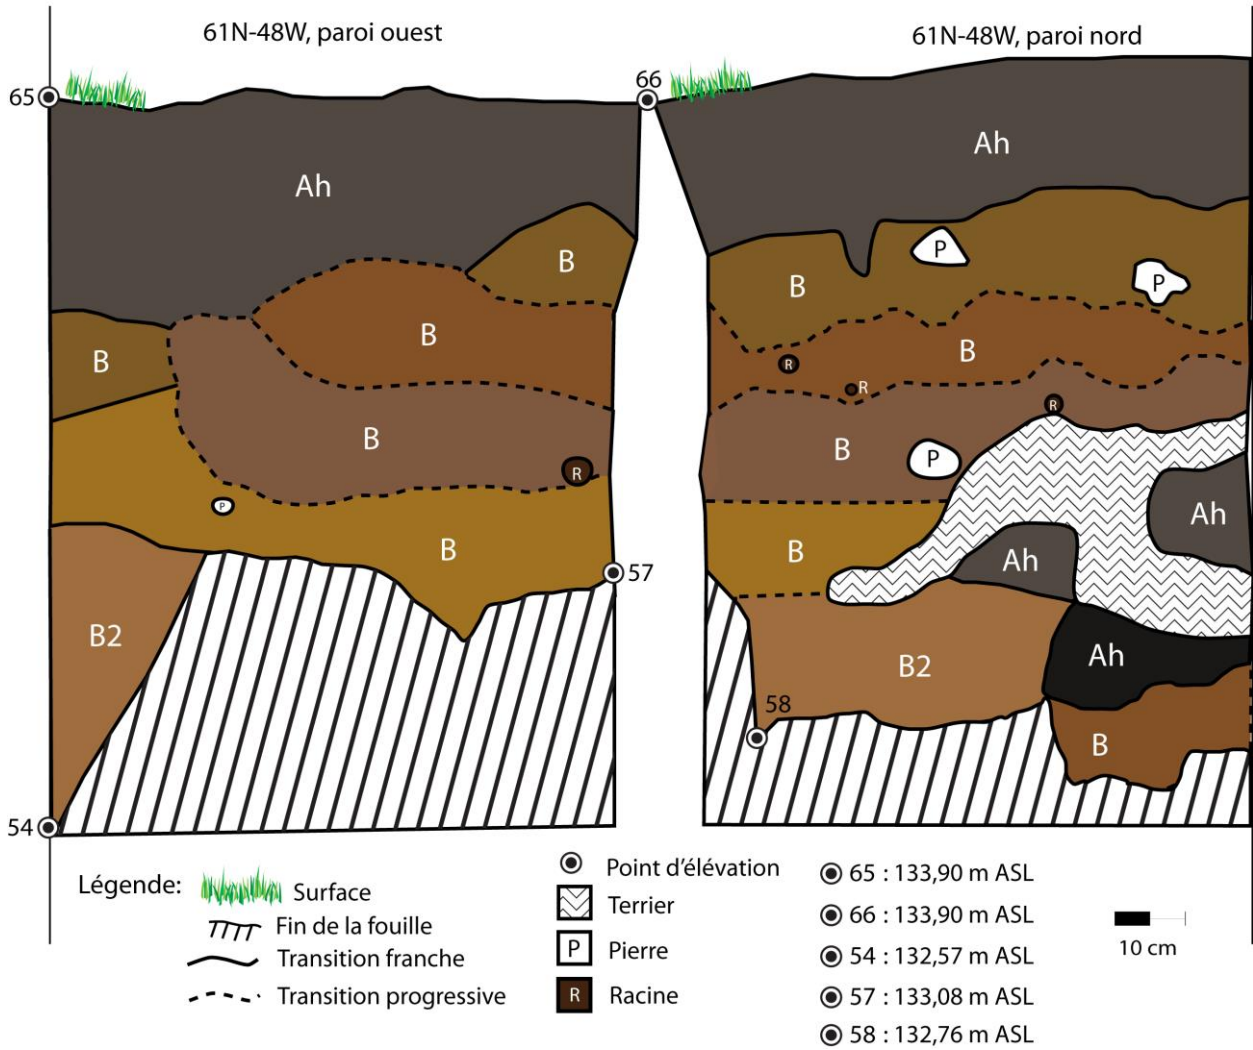 61N-48W, paroi ouest
61N-48W, paroi nord
65
66
Ah
Ah
B
B
P
P
B
B
B
R
R
R
B
B
P
R
P
Ah
B
B
Ah
57
B2
B2
Ah
58
B
54
Légende:
Surface
Fin de la fouille
Transition franche
Transition progressive
Point d'élévation
Terrier
P Pierre
R Racine
65 : 133,90 m ASL
66 : 133,90 m ASL
54 : 132,57 m ASL
57 : 133,08 m ASL
58 : 132,76 m ASL
10 cm